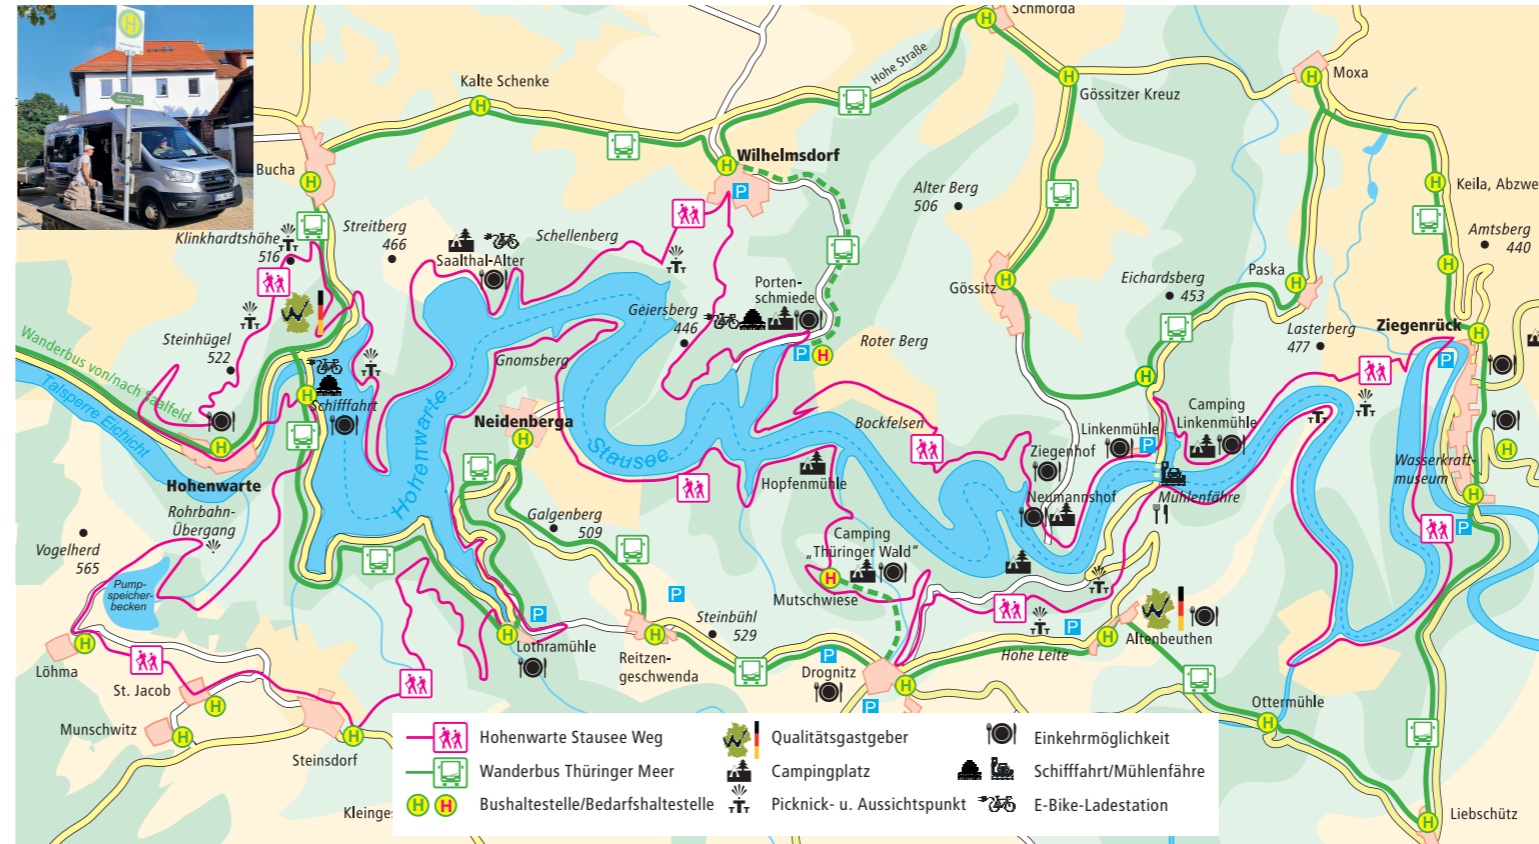 Schmorda
Hohe Straße
Moxa
Kalte Schenke
Gössitzer Kreuz
Bucha
Wilhelmsdorf
P
Keila, Abzwe
Alter Berg
506
Amtsberg
440
Klinkhardtshöhe
516
Streitberg
466
Schellenberg
Saalthal-Alter
Paska
Eichardsberg
453
Gössitz
Porten-
schmiede
Geiersberg
446
Steinhügel
522
Roter Berg
Lasterberg
477
Ziegenrück
Wanderbus von/nach Saalfeld
Talsperre Eichicht
Gnomsberg
Schifffahrt
Hohenwarte
Stausee
Neidenberga
Bockfelsen
Camping
Linkenmühle
Linkenmühle
Ziegenhof
Wasserkraft-
museum
Hohenwarte
Rohrbahn-
Übergang
Hopfenmühle
Neumannshof
Mühlenfähre
Galgenberg
509
Vogelherd
565
Camping
„Thüringer Wald“
Pump-
speicher-
becken
Mutschwiese
Steinbühl
529
Altenbeuthen
Hohe Leite
Lothramühle
Löhma
Reitzen-
geschwenda
Drognitz
St. Jacob
Munschwitz
Ottermühle
Steinsdorf
Kleinges
Liebschütz
Hohenwarte Stausee Weg
Qualitätsgastgeber
Einkehrmöglichkeit
Wanderbus Thüringer Meer
Campingplatz
Schifffahrt/Mühlenfähre
H H Bushaltestelle/Bedarfshaltestelle
Picknick- u. Aussichtspunkt
E-Bike-Ladestation